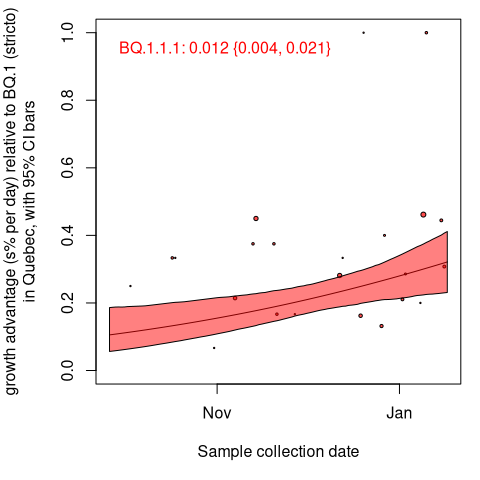 growth advantage (s% per day) relative to BQ.1 (stricto)
in Quebec, with 95% CI bars
BQ.1.1.1: 0.012 {0.004, 0.021}
1.0
0.8
0.6
0.4
0.2
0.0
Nov Jan
Sample collection date